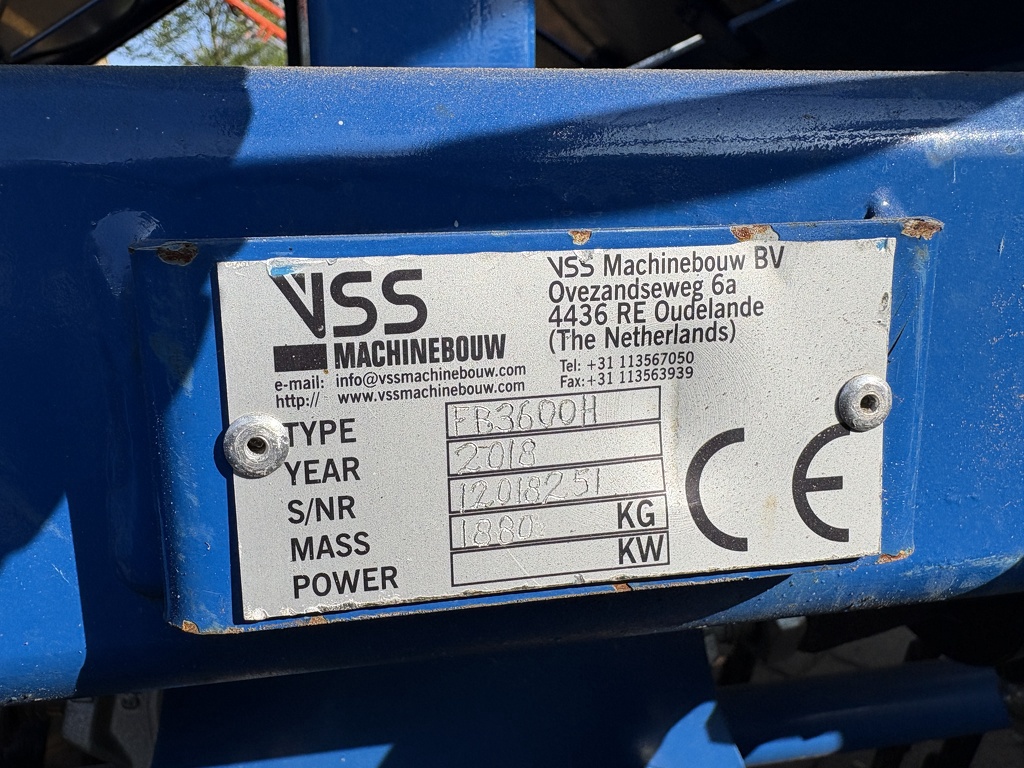 VSS
MACHINEBOUW
e-mail: info@vssmachinebouw.com
http:// www.vssmachinebouw.com
VSS Machinebouw BV
Ovezandseweg 6a
4436 RE Oudelande
(The Netherlands)
Tel: +31 113567050
Fax: +31 113563939
TYPE FB3600H
YEAR 2018
S/NR 12018251
MASS 1880 KG
POWER KW
CE